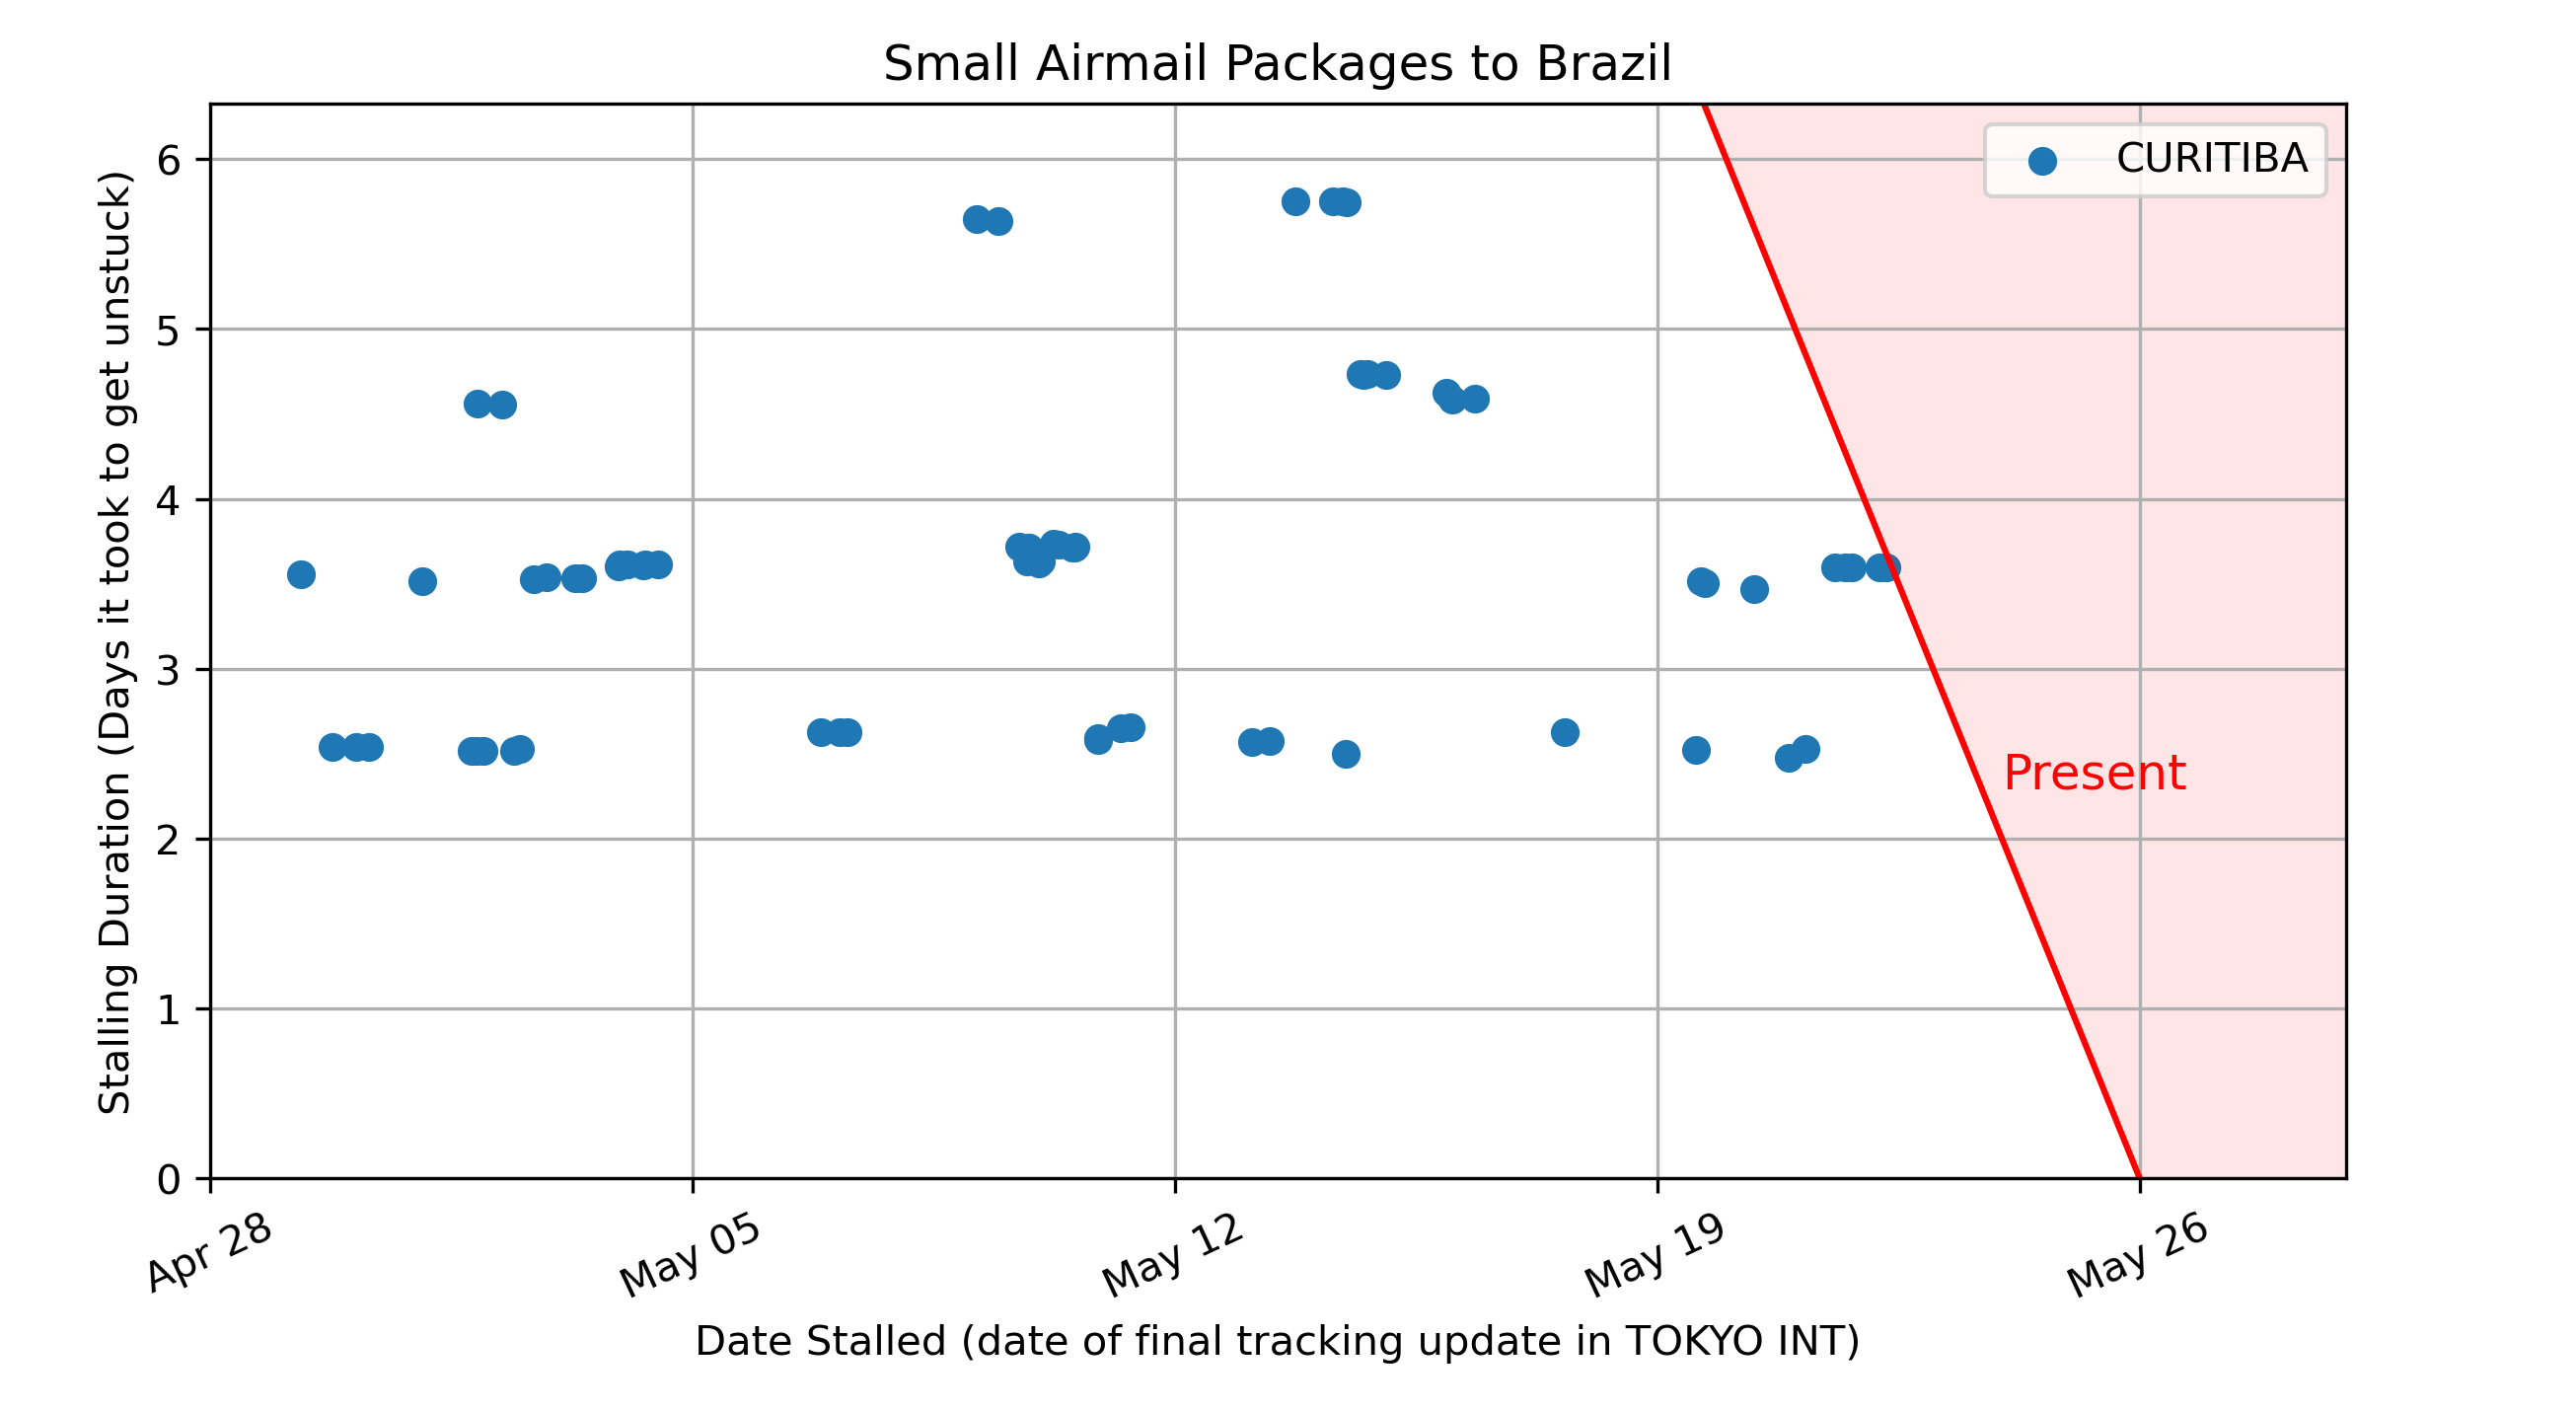 Small Airmail Packages to Brazil
CURITIBA
6
5
4
3
2
1
0
Stalling Duration (Days it took to get unstuck)
Present
Apr 28
May 05
May 12
May 19
May 26
Date Stalled (date of final tracking update in TOKYO INT)